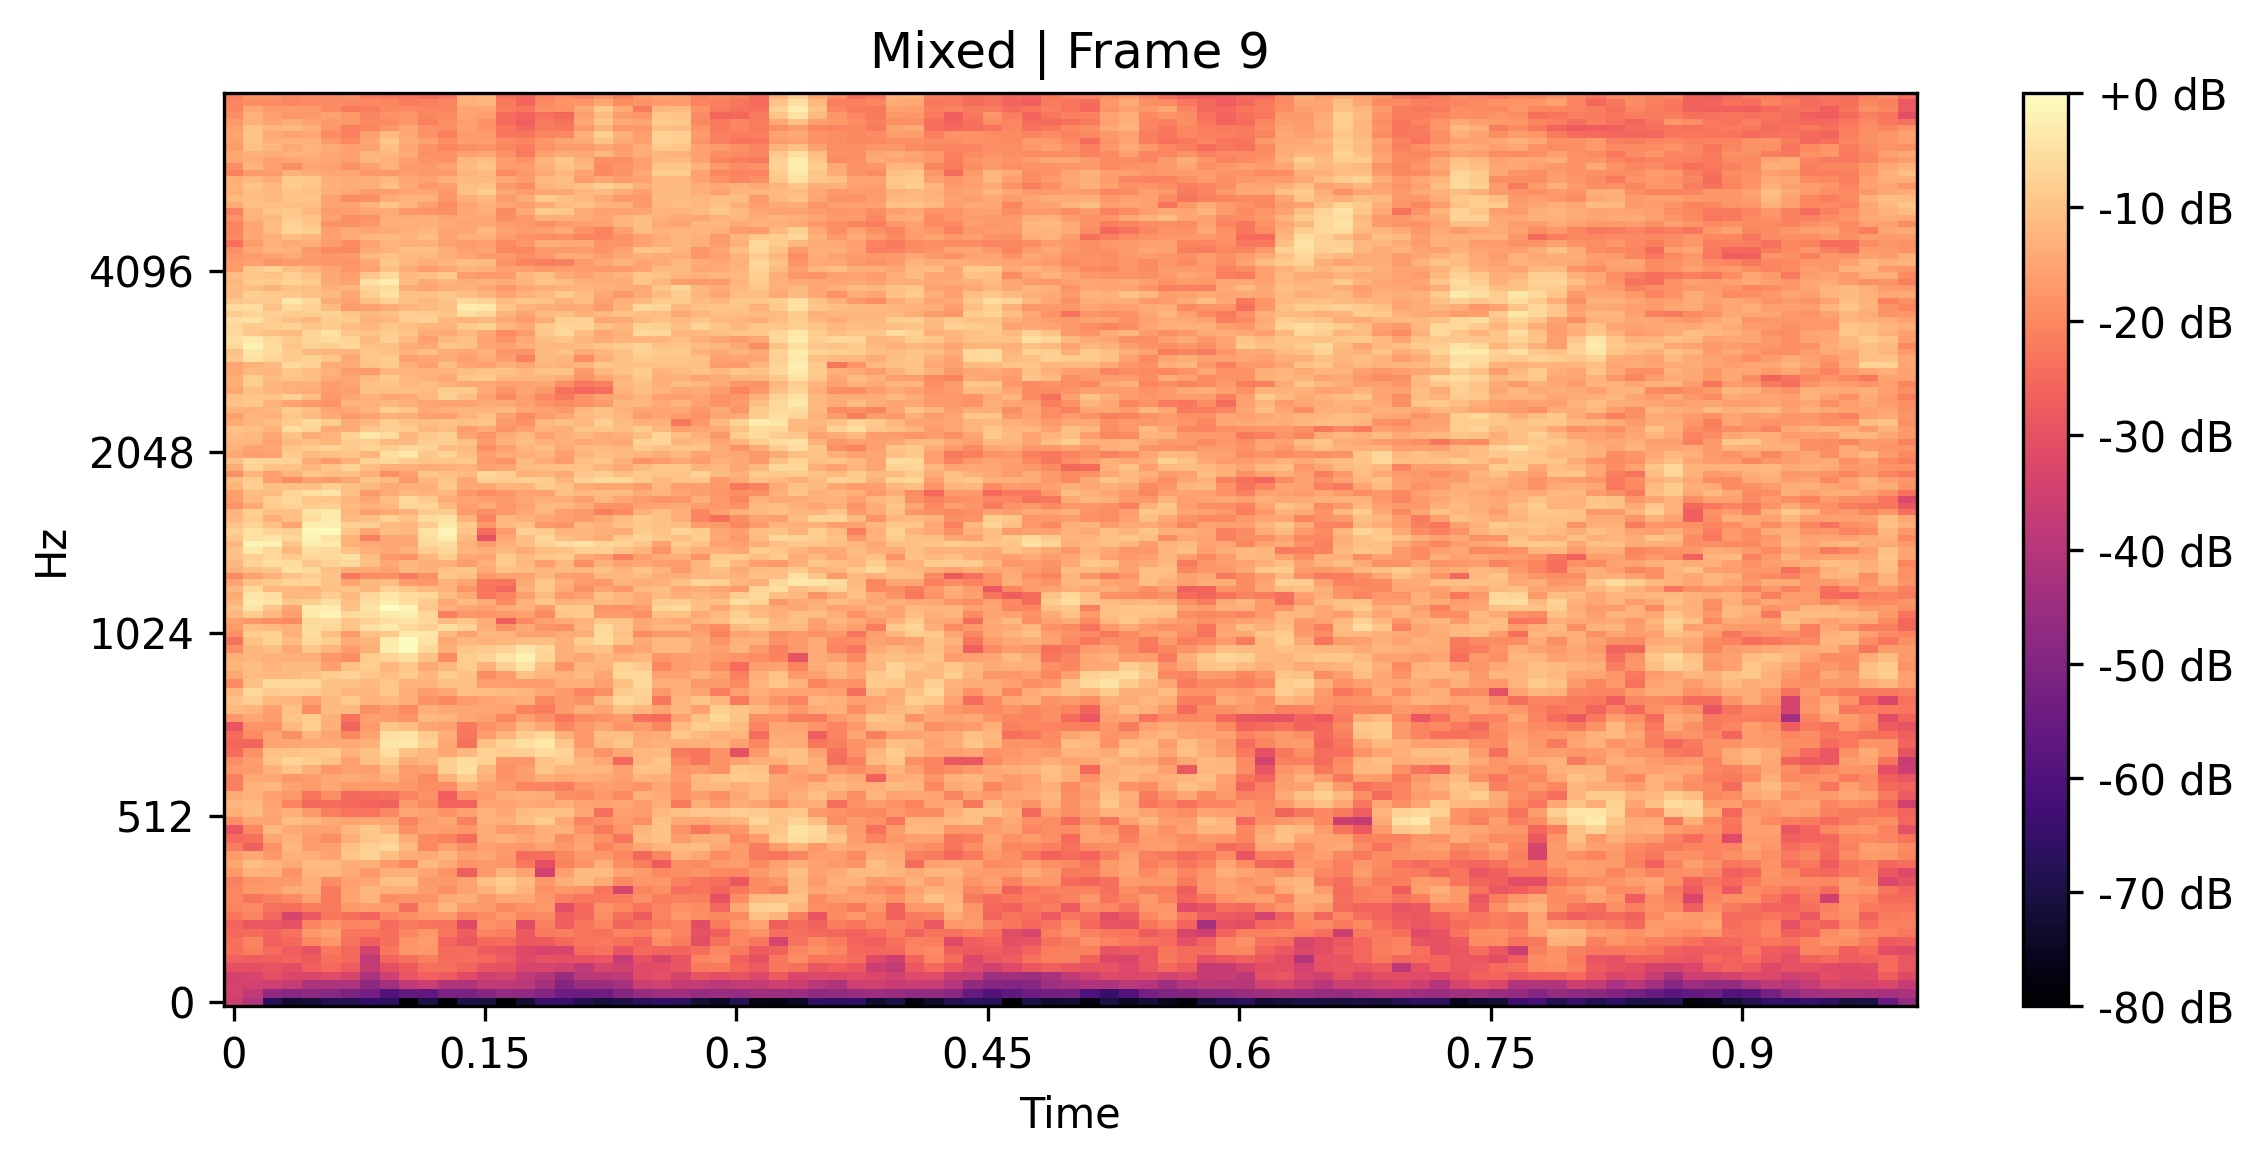 Mixed | Frame 9
Hz
4096
2048
1024
512
0
0 0.15 0.3 0.45 0.6 0.75 0.9
Time
+0 dB
-10 dB
-20 dB
-30 dB
-40 dB
-50 dB
-60 dB
-70 dB
-80 dB